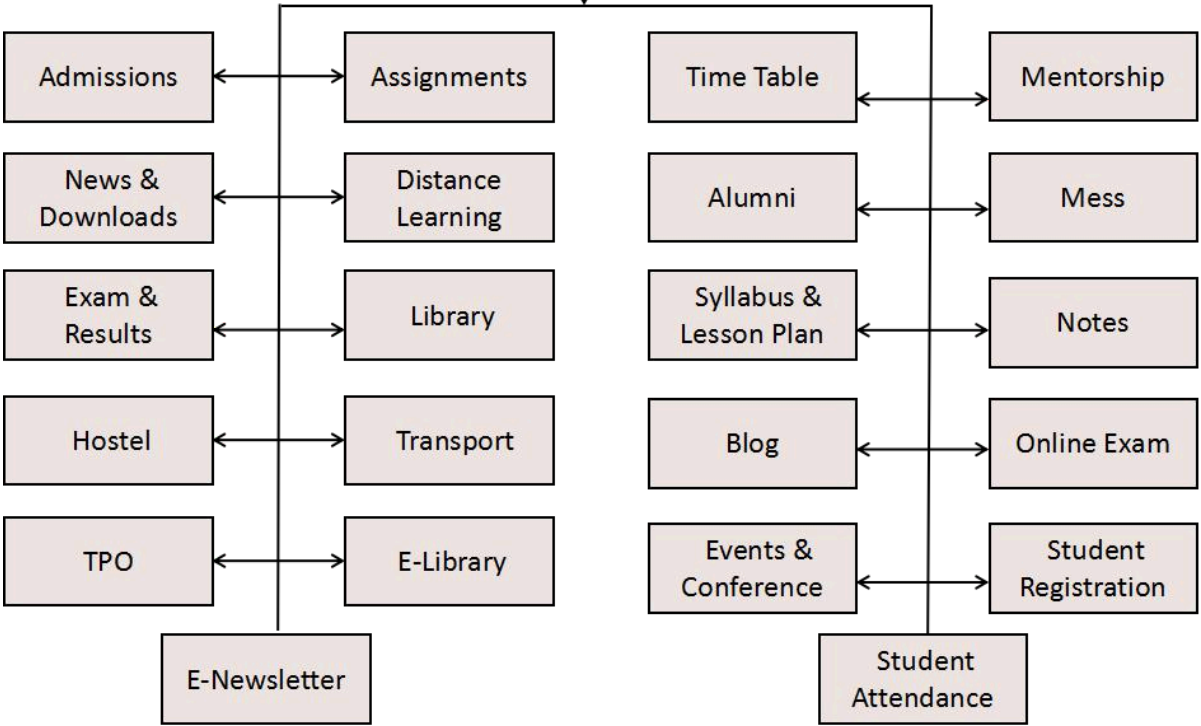 Admissions
Assignments
Time Table
Mentorship
News &
Downloads
Distance
Learning
Alumni
Mess
Exam &
Results
Library
Syllabus &
Lesson Plan
Notes
Hostel
Transport
Blog
Online Exam
TPO
E-Library
Events &
Conference
Student
Registration
E-Newsletter
Student
Attendance